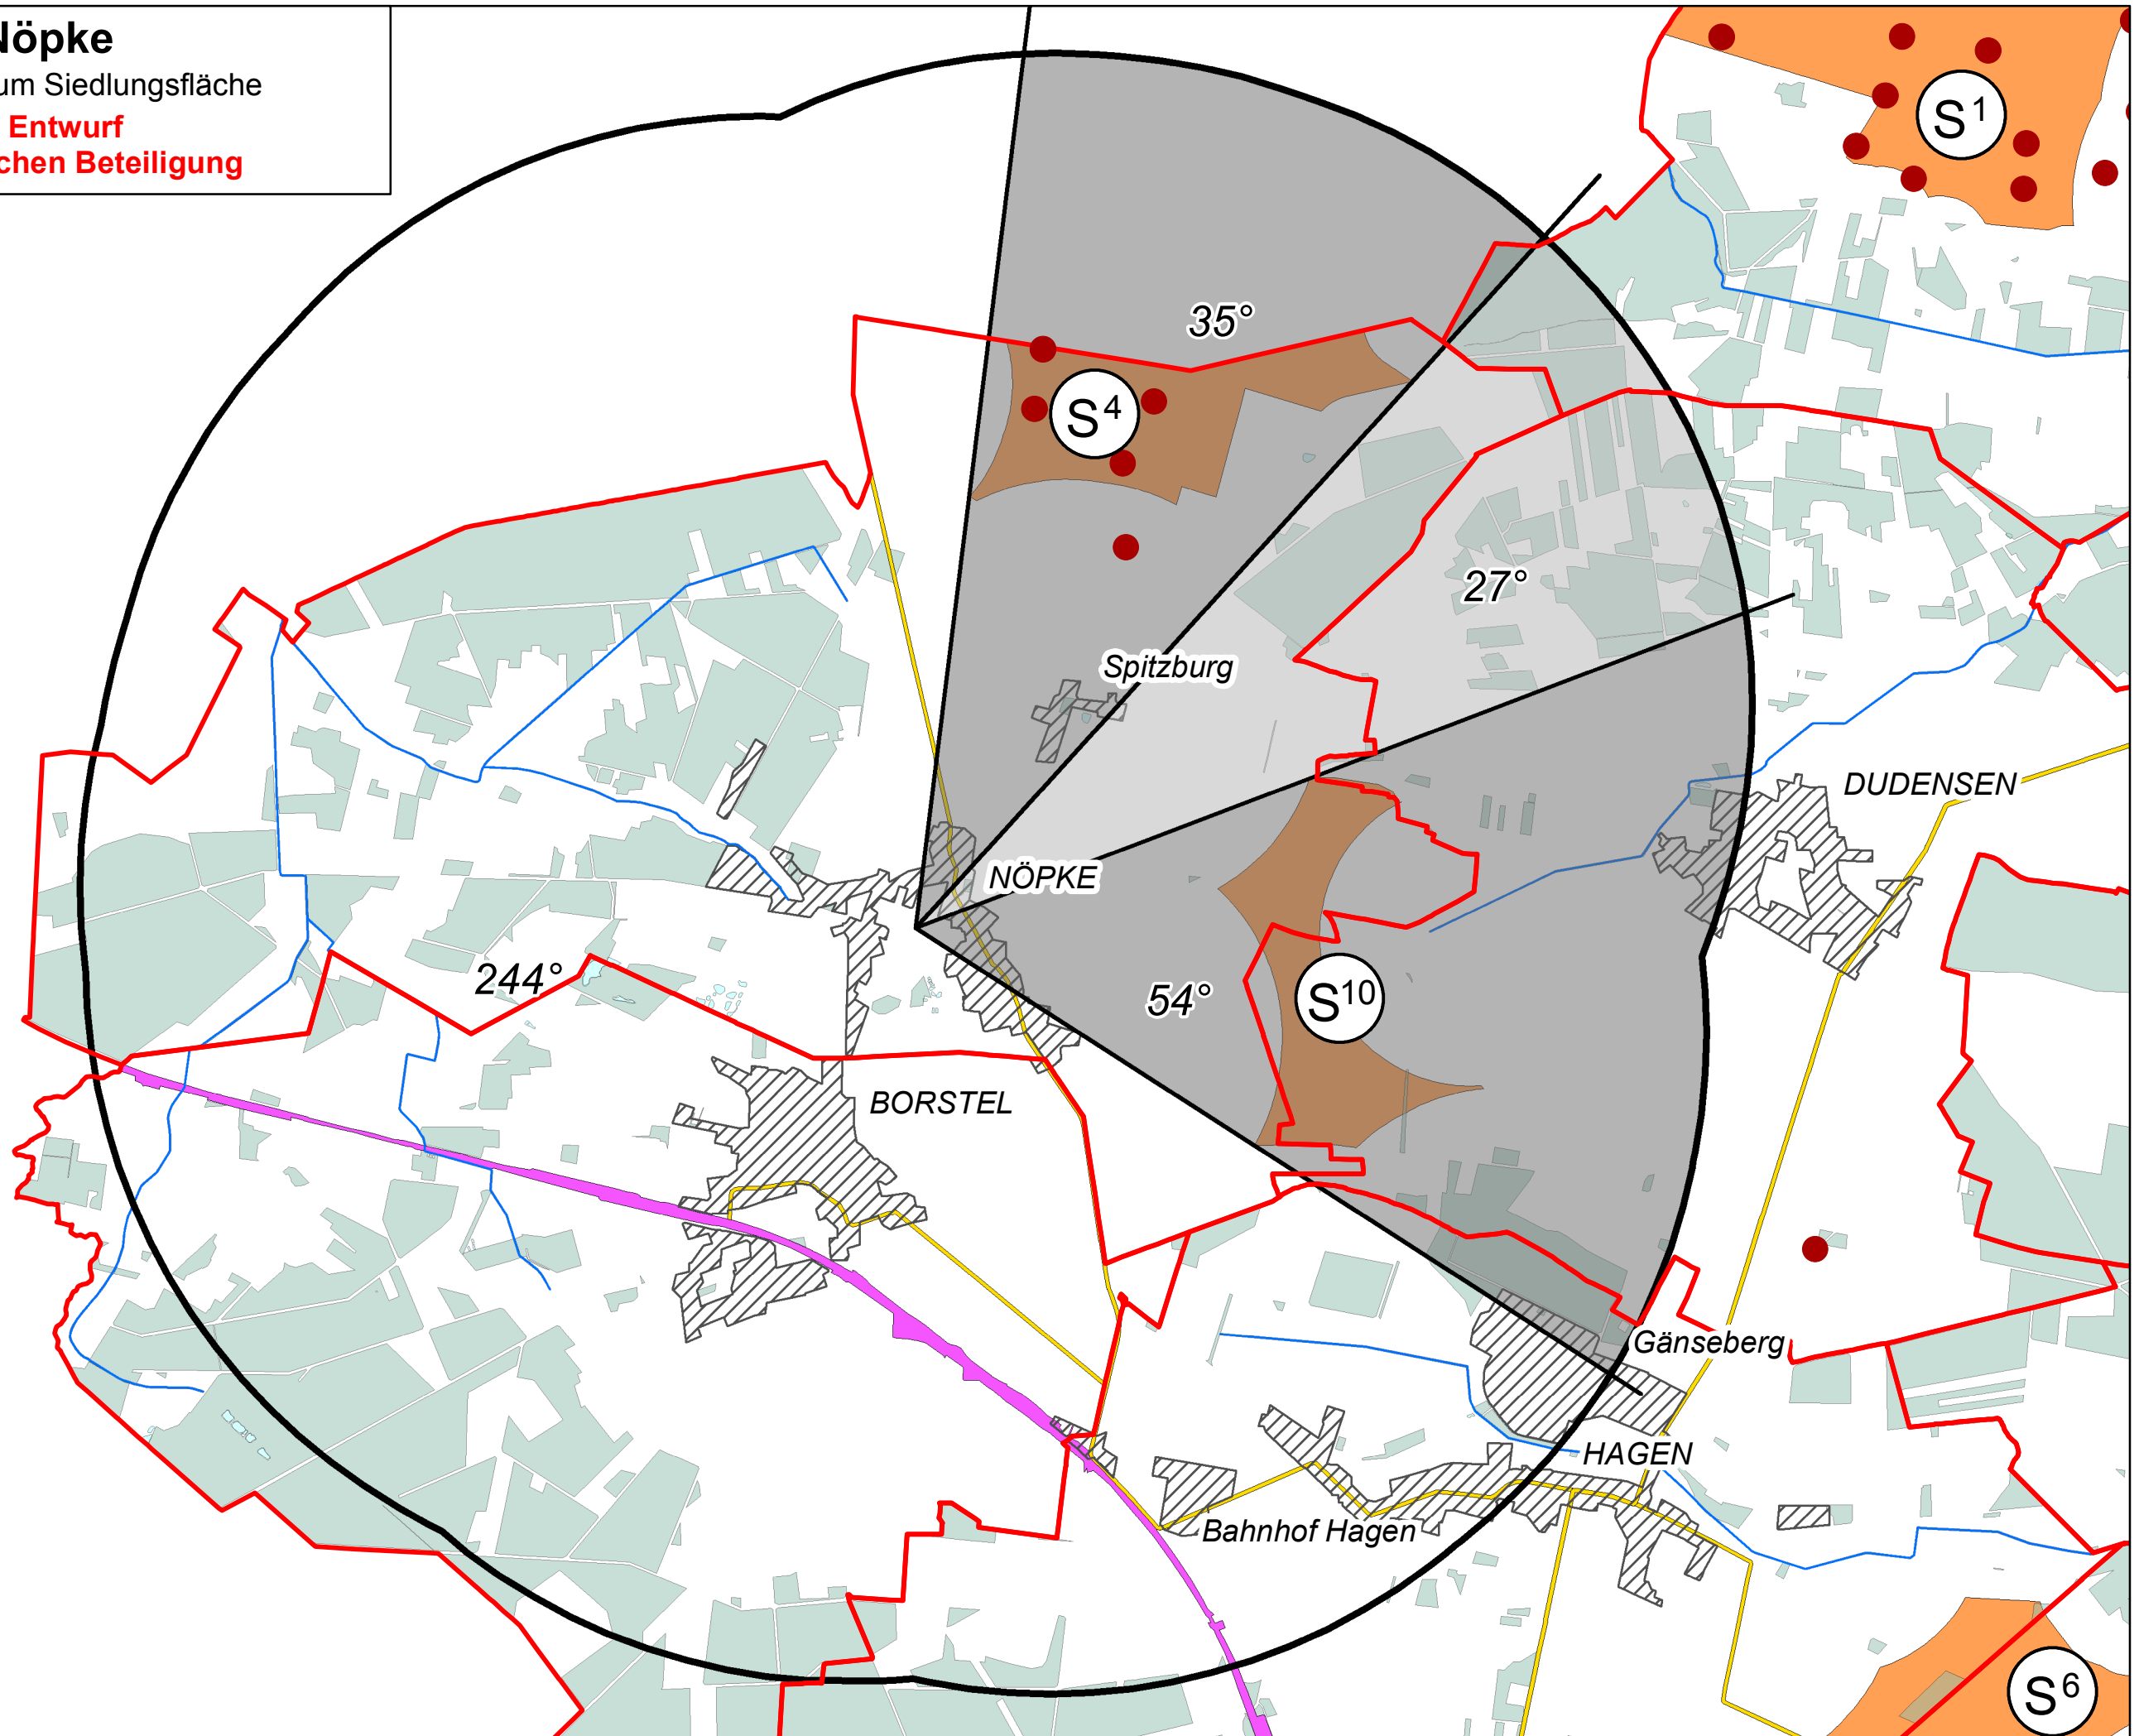 Nöpke
um Siedlungsfläche
Entwurf
chen Beteiligung
S1
35°
S4
27°
Spitzburg
DUDENSEN
NÖPKE
244°
54°
S10
BORSTEL
Gänseberg
HAGEN
Bahnhof Hagen
S6